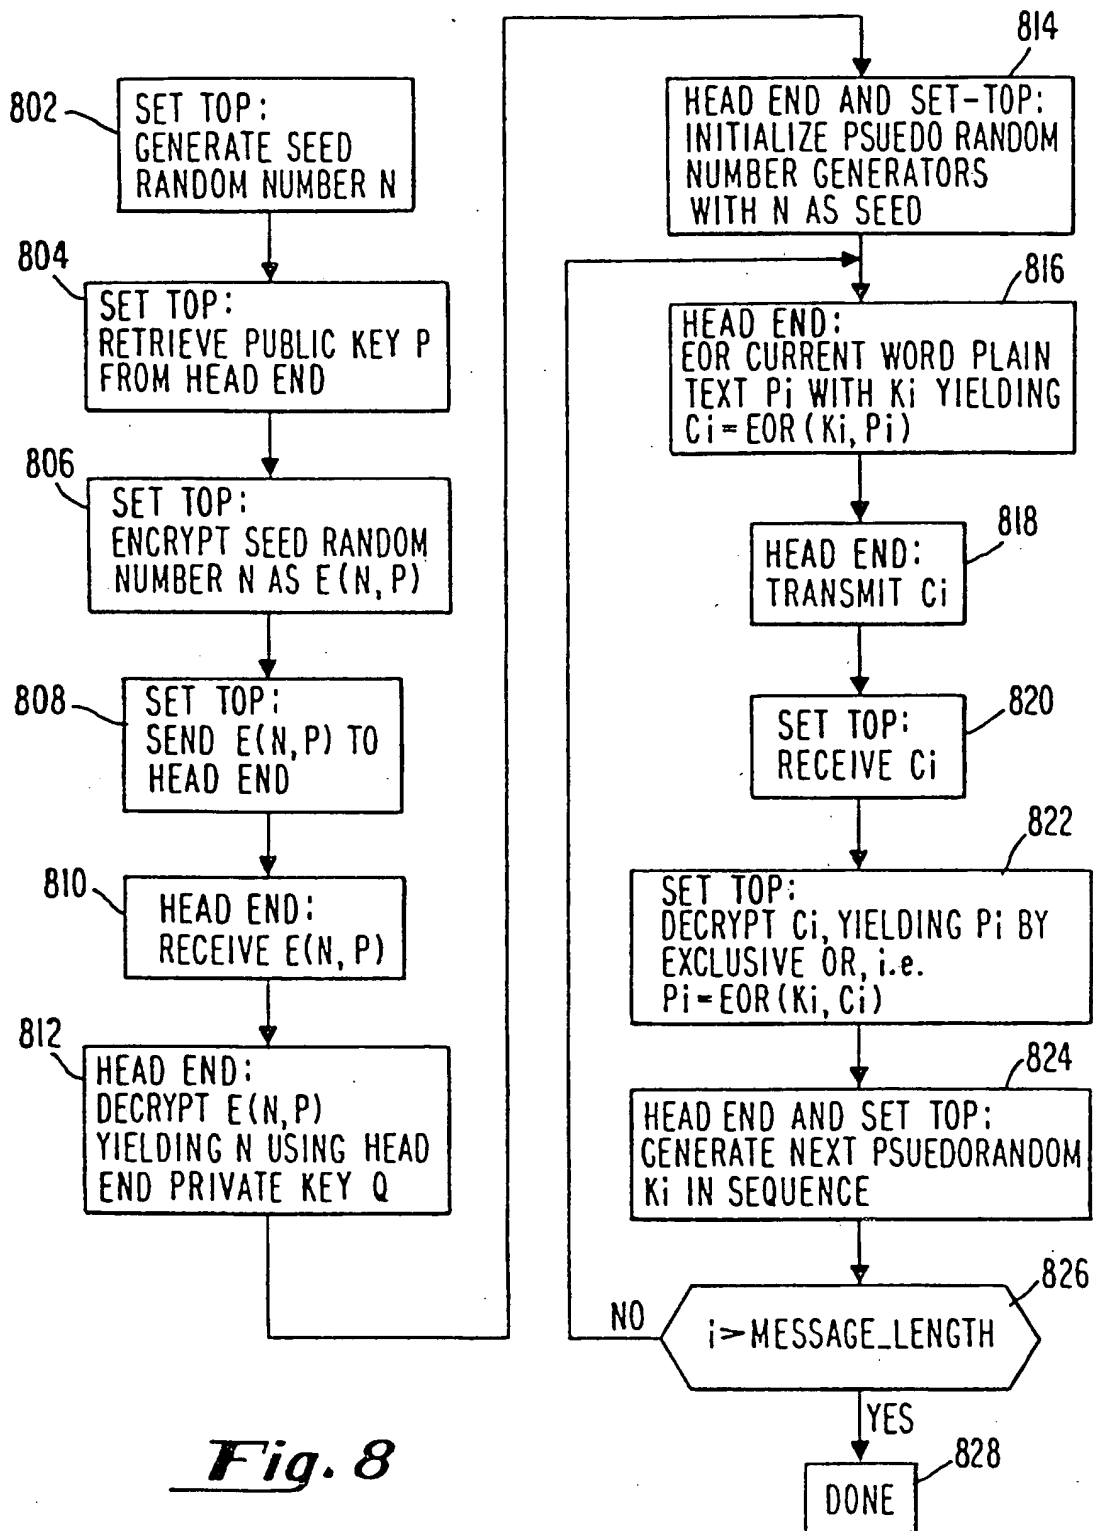 802
SET TOP:
GENERATE SEED
RANDOM NUMBER N
804
SET TOP:
RETRIEVE PUBLIC KEY P
FROM HEAD END
806
SET TOP:
ENCRYPT SEED RANDOM
NUMBER N AS E(N,P)
808
SET TOP:
SEND E(N,P) TO
HEAD END
810
HEAD END:
RECEIVE E(N,P)
812
HEAD END:
DECRYPT E(N,P)
YIELDING N USING HEAD
END PRIVATE KEY Q
814
HEAD END AND SET-TOP:
INITIALIZE PSUEDO RANDOM
NUMBER GENERATORS
WITH N AS SEED
816
HEAD END:
EOR CURRENT WORD PLAIN
TEXT Pi WITH Ki YIELDING
Ci=EOR(Ki,Pi)
818
HEAD END:
TRANSMIT Ci
820
SET TOP:
RECEIVE Ci
822
SET TOP:
DECRYPT Ci, YIELDING Pi BY
EXCLUSIVE OR, i.e.
Pi=EOR(Ki,Ci)
824
HEAD END AND SET TOP:
GENERATE NEXT PSUEDORANDOM
Ki IN SEQUENCE
826
i>MESSAGE_LENGTH
NO
YES
828
DONE
Fig. 8